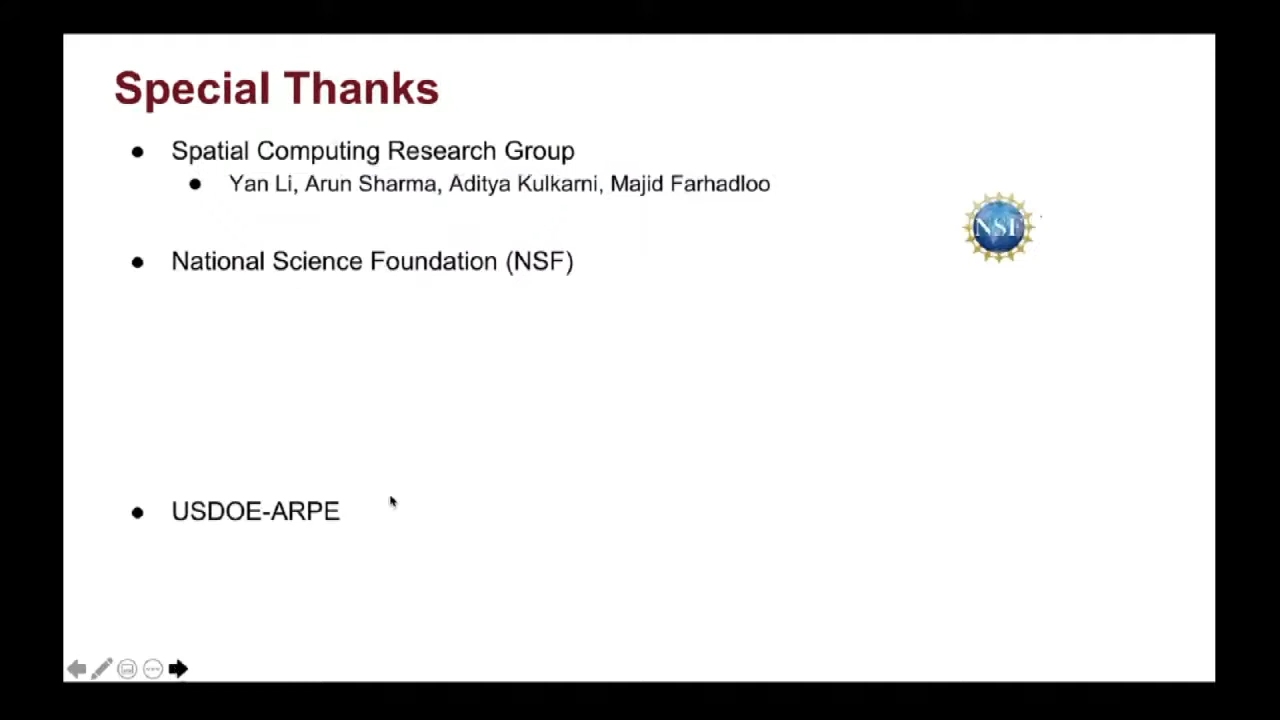 Special Thanks
● Spatial Computing Research Group
● Yan Li, Arun Sharma, Aditya Kulkarni, Majid Farhadloo
NSF
● National Science Foundation (NSF)
● USDOE-ARPE